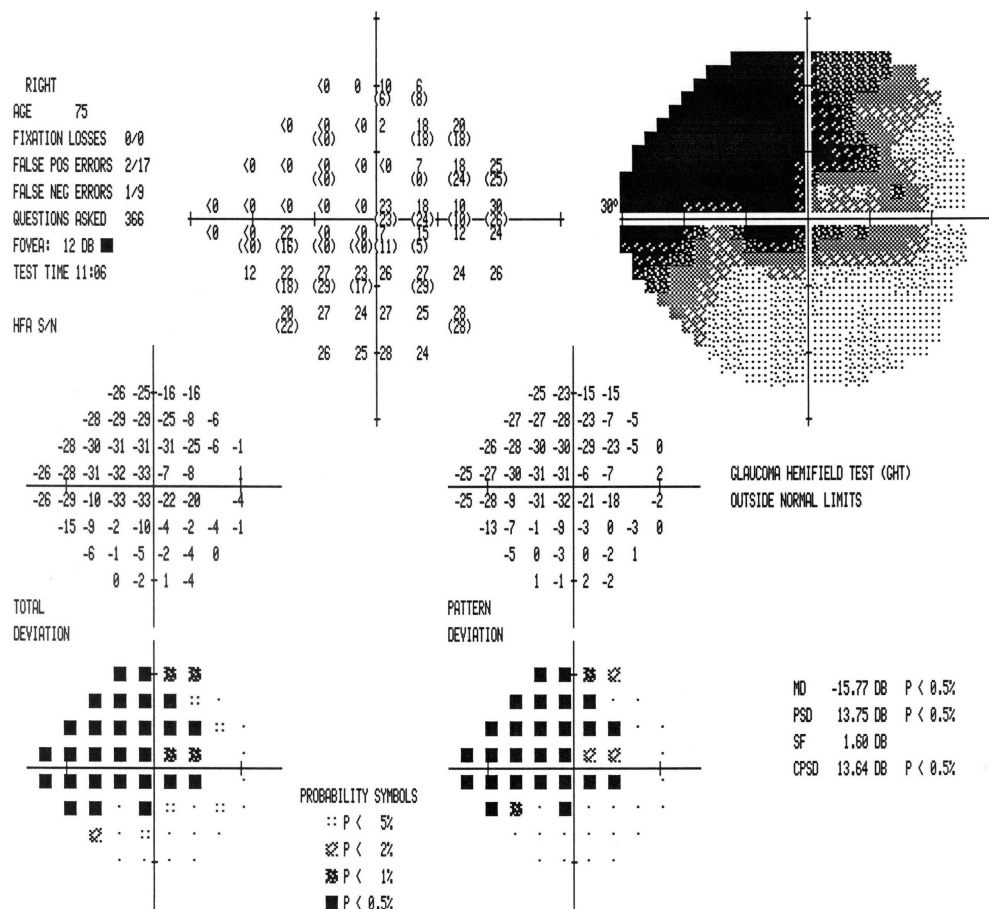 RIGHT
AGE 75
FIXATION LOSSES 0/0
FALSE POS ERRORS 2/17
FALSE NEG ERRORS 1/9
QUESTIONS ASKED 366
FOVEA: 12 DB ■
TEST TIME 11:06
HFA S/N
<0 0 10 6
(6) (8)
<0 <0 <0 2 18 20
(<0) (18) (18)
<0 <0 <0 <0 <0 <0 7 18 25
(<0) (0) (24) (25)
<0 <0 <0 <0 <0 23 18 10 30
(23) (24) (10) (26)
<0 <0 22 <0 <0 15 12 24
(<0) (16) (<0) (<0) (11) (5)
12 22 27 23 26 27 24 26
(18) (29) (17) (29)
20 27 24 27 25 28
(22) (28)
26 25 28 24
30°
-26 -25 -16 -16
-28 -29 -29 -25 -8 -6
-28 -30 -31 -31 -31 -25 -6 -1
-26 -28 -31 -32 -33 -7 -8 1
-26 -29 -10 -33 -33 -22 -20 -4
-15 -9 -2 -10 -4 -2 -4 -1
-6 -1 -5 -2 -4 0
0 -2 1 -4
TOTAL
DEVIATION
-25 -23 -15 -15
-27 -27 -28 -23 -7 -5
-26 -28 -30 -30 -29 -23 -5 0
-25 -27 -30 -31 -31 -6 -7 2
-25 -28 -9 -31 -32 -21 -18 -2
-13 -7 -1 -9 -3 0 -3 0
-5 0 -3 0 -2 1
1 -1 2 -2
PATTERN
DEVIATION
GLAUCOMA HEMIFIELD TEST (GHT)
OUTSIDE NORMAL LIMITS
PROBABILITY SYMBOLS
P < 5%
P < 2%
P < 1%
P < 0.5%
MD -15.77 DB P < 0.5%
PSD 13.75 DB P < 0.5%
SF 1.60 DB
CPSD 13.64 DB P < 0.5%